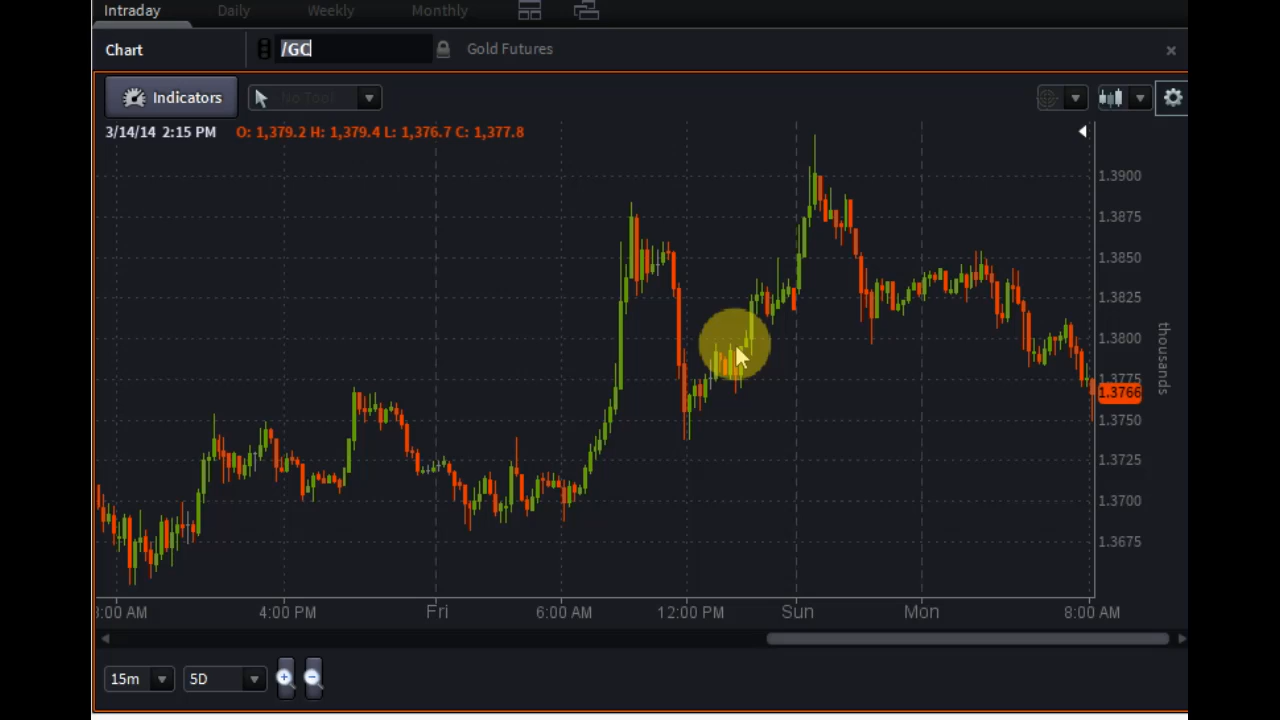 Intraday Daily Weekly Monthly
Chart /GC Gold Futures
Indicators No Tool
3/14/14 2:15 PM O: 1,379.2 H: 1,379.4 L: 1,376.7 C: 1,377.8
1.3900
1.3875
1.3850
1.3825
1.3800
1.3775
1.3766
1.3750
1.3725
1.3700
1.3675
thousands
:00 AM 4:00 PM Fri 6:00 AM 12:00 PM Sun Mon 8:00 AM
15m 5D